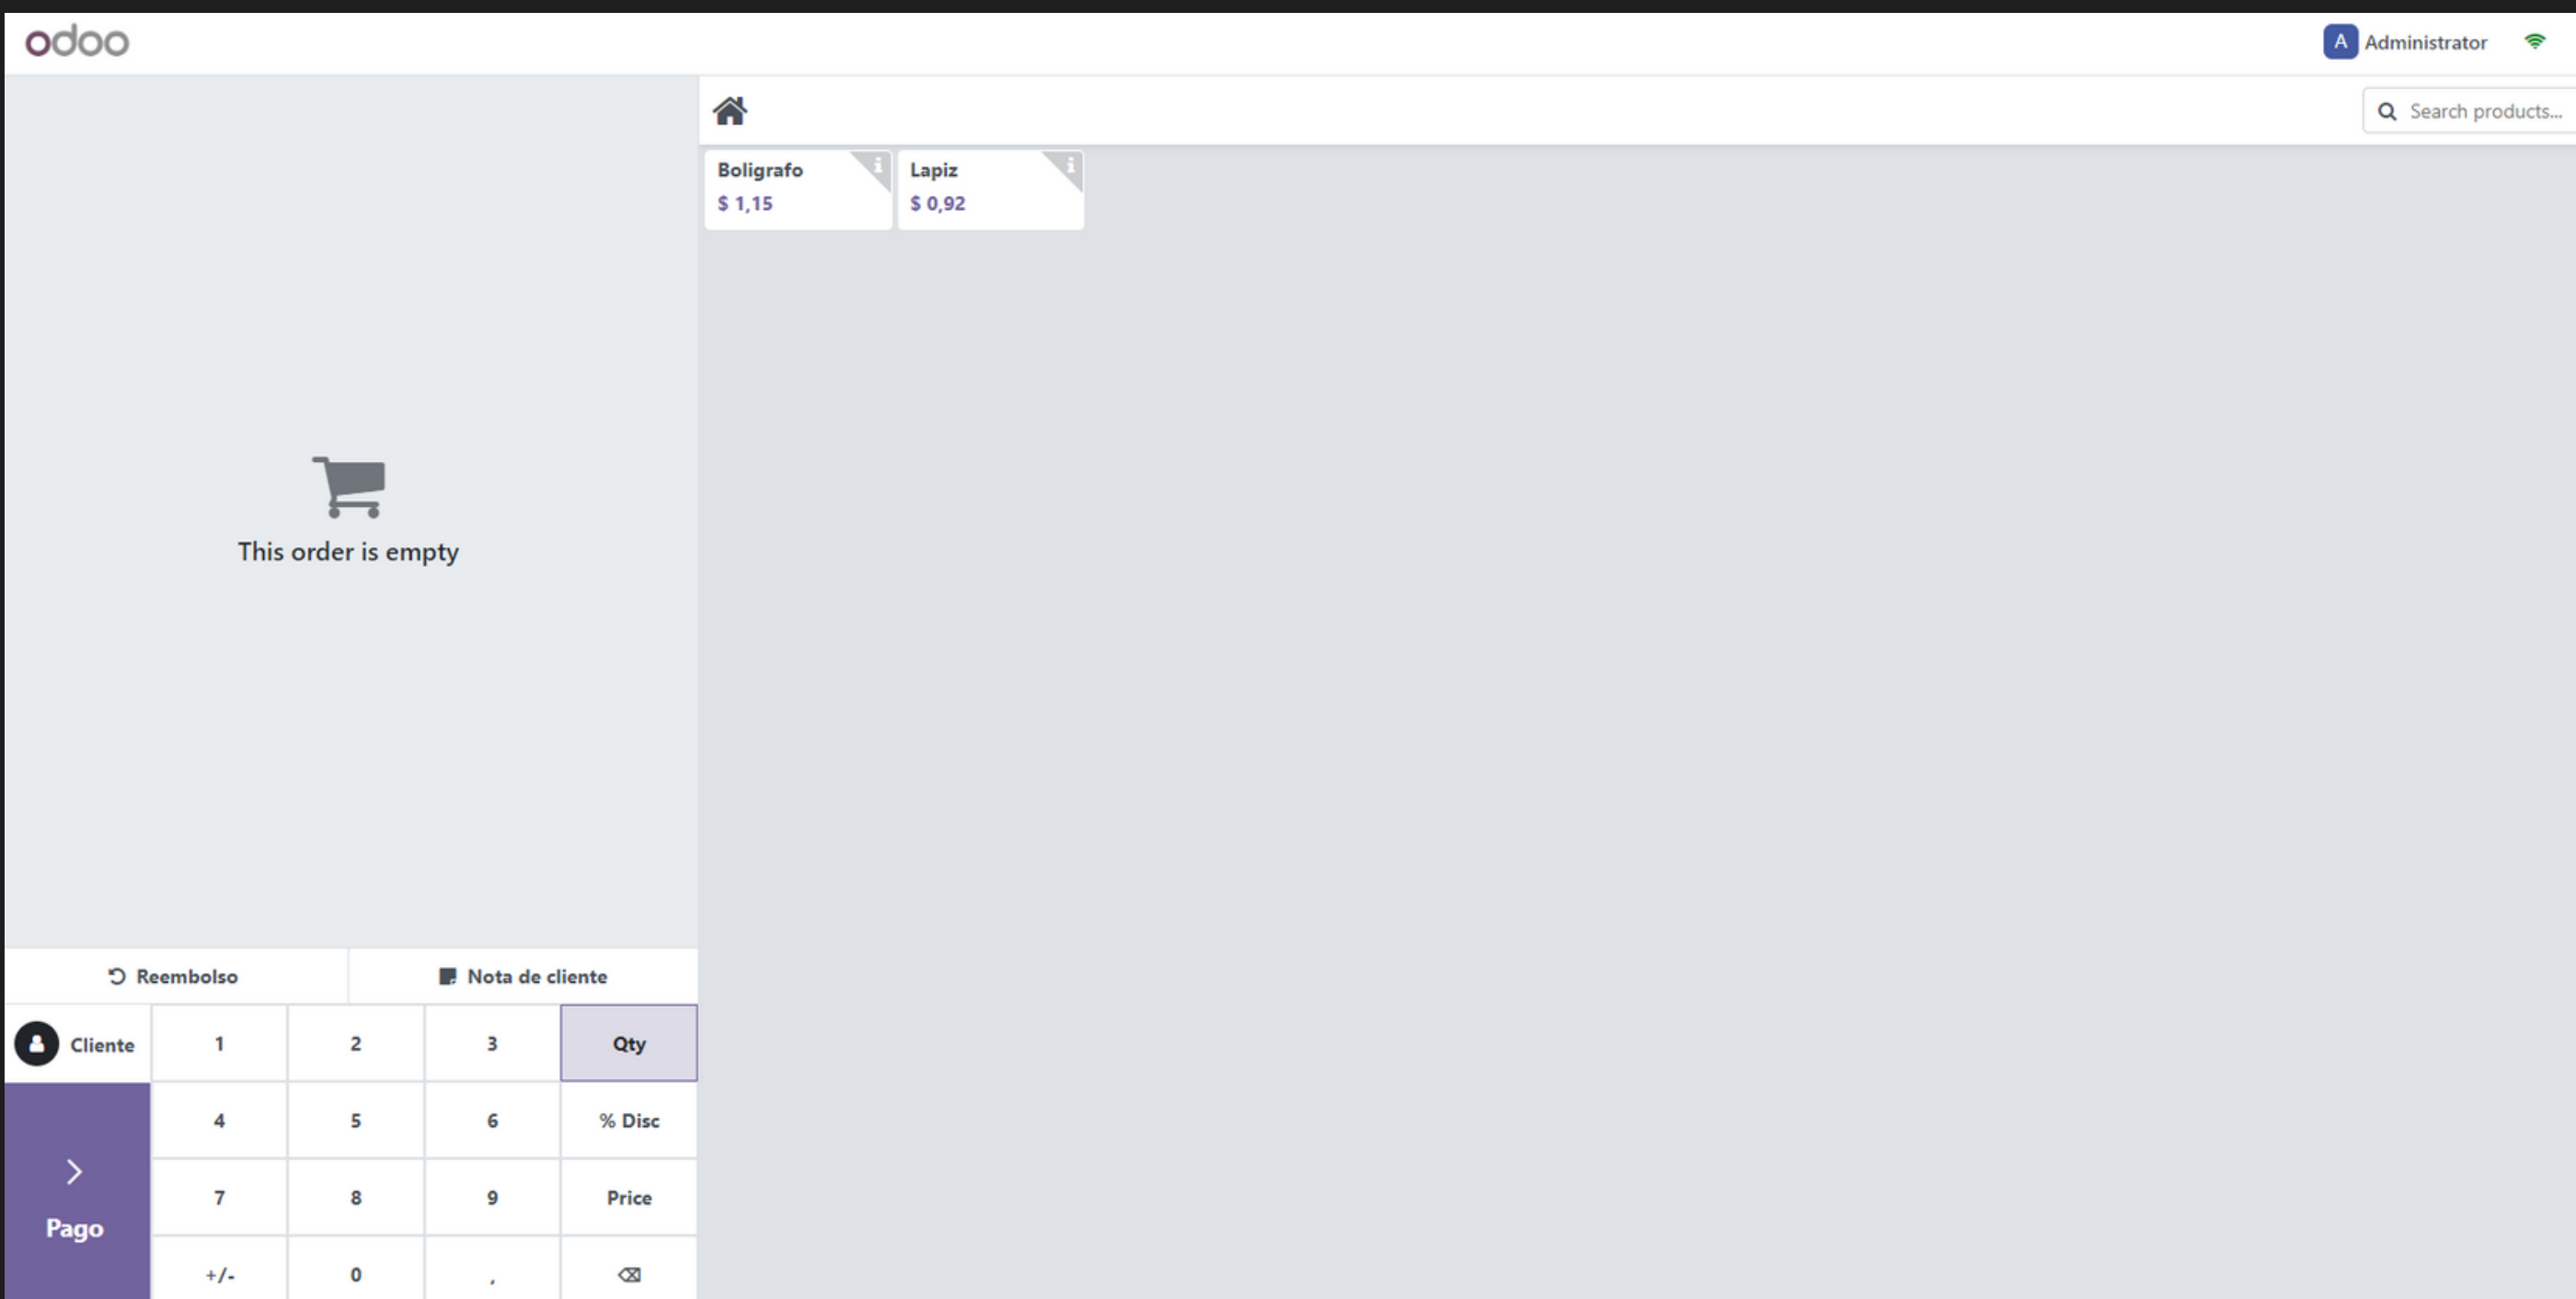 odoo
A Administrator
Search products...
Boligrafo
$ 1,15
Lapiz
$ 0,92
This order is empty
Reembolso
Nota de cliente
Cliente
1
2
3
Qty
4
5
6
% Disc
7
8
9
Price
Pago
+/-
0
,